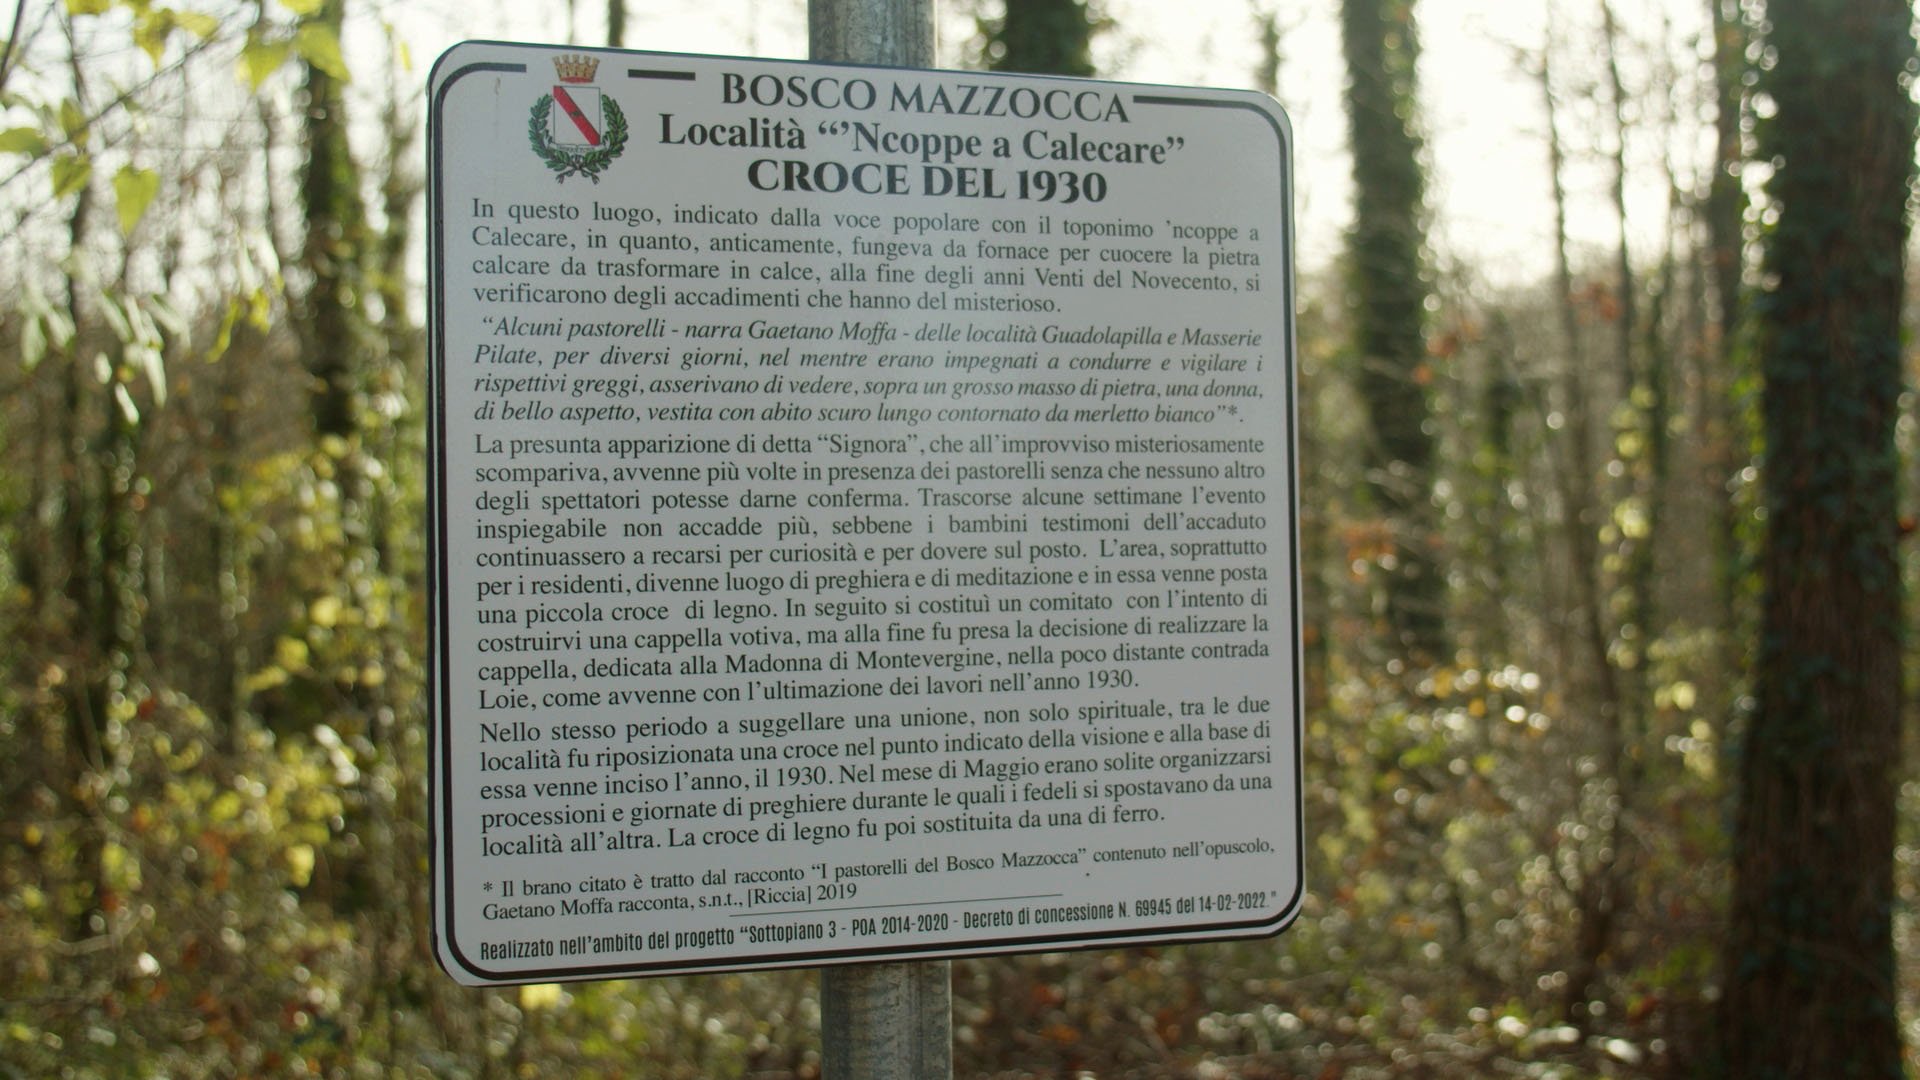 BOSCO MAZZOCCA
Località “’Ncoppe a Calecare”
CROCE DEL 1930
In questo luogo, indicato dalla voce popolare con il toponimo ’ncoppe a
Calecare, in quanto, anticamente, fungeva da fornace per cuocere la pietra
calcare da trasformare in calce, alla fine degli anni Venti del Novecento, si
verificarono degli accadimenti che hanno del misterioso.
“Alcuni pastorelli - narra Gaetano Moffa - delle località Guadolapilla e Masserie
Pilate, per diversi giorni, nel mentre erano impegnati a condurre e vigilare i
rispettivi greggi, asserivano di vedere, sopra un grosso masso di pietra, una donna,
di bello aspetto, vestita con abito scuro lungo contornato da merletto bianco”*.
La presunta apparizione di detta “Signora”, che all’improvviso misteriosamente
scompariva, avvenne più volte in presenza dei pastorelli senza che nessuno altro
degli spettatori potesse darne conferma. Trascorse alcune settimane l’evento
inspiegabile non accadde più, sebbene i bambini testimoni dell’accaduto
continuassero a recarsi per curiosità e per dovere sul posto. L’area, soprattutto
per i residenti, divenne luogo di preghiera e di meditazione e in essa venne posta
una piccola croce di legno. In seguito si costituì un comitato con l’intento di
costruirvi una cappella votiva, ma alla fine fu presa la decisione di realizzare la
cappella, dedicata alla Madonna di Montevergine, nella poco distante contrada
Loie, come avvenne con l’ultimazione dei lavori nell’anno 1930.
Nello stesso periodo a suggellare una unione, non solo spirituale, tra le due
località fu riposizionata una croce nel punto indicato della visione e alla base di
essa venne inciso l’anno, il 1930. Nel mese di Maggio erano solite organizzarsi
processioni e giornate di preghiere durante le quali i fedeli si spostavano da una
località all’altra. La croce di legno fu poi sostituita da una di ferro.
* Il brano citato è tratto dal racconto “I pastorelli del Bosco Mazzocca” contenuto nell’opuscolo,
Gaetano Moffa racconta, s.n.t., [Riccia] 2019
Realizzato nell’ambito del progetto “Sottopiano 3 - POA 2014-2020 - Decreto di concessione N. 69945 del 14-02-2022.”